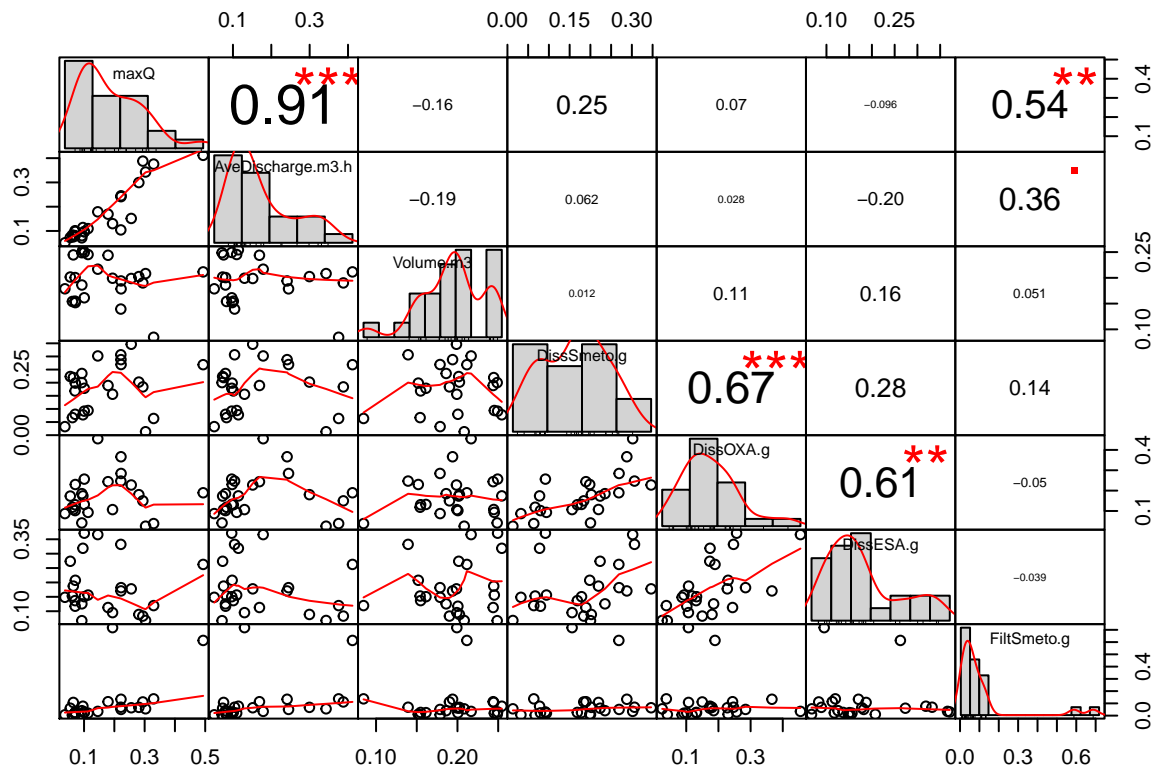 0.1 0.3 0.00 0.15 0.30 0.10 0.25
maxQ 0.91 *** −0.16 0.25 0.07 −0.096 0.54 ** 0.1 0.4
0.1 0.3 AveDischarge.m3.h −0.19 0.062 0.028 −0.20 0.36
Volume.m3 0.012 0.11 0.16 0.051 0.10 0.25
0.00 0.25 DissSmeto.g 0.67 *** 0.28 0.14
DissOXA.g 0.61 ** −0.05 0.1 0.4
0.10 0.35 DissESA.g −0.039
FiltSmeto.g 0.0 0.4
0.1 0.3 0.5 0.10 0.20 0.1 0.3 0.0 0.3 0.6